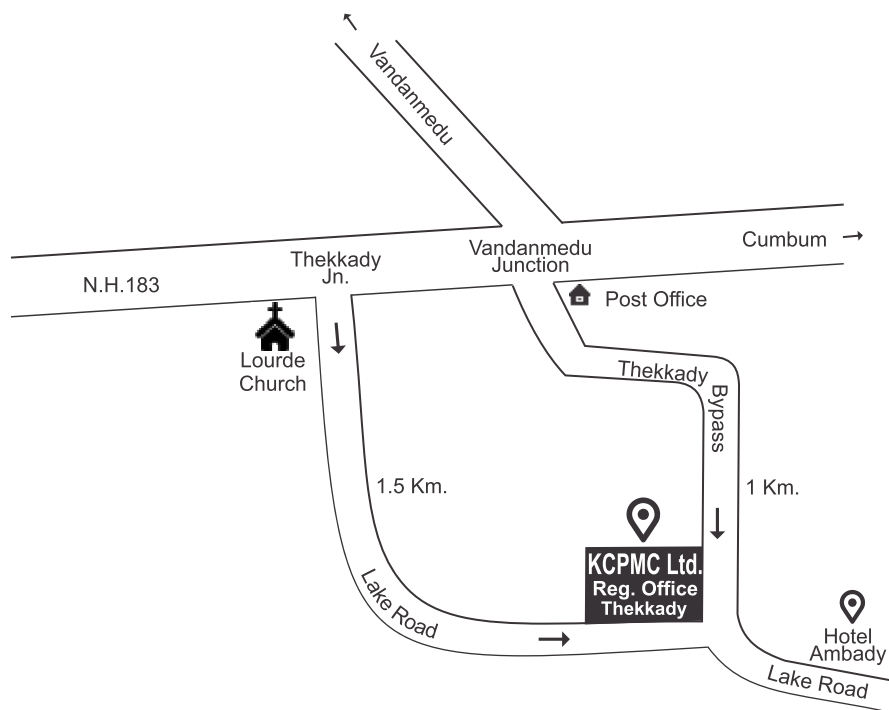 Vandanmedu
Cumbum
Vandanmedu
Junction
Thekkady
Jn.
N.H.183
Post Office
Lourde
Church
Thekkady
Bypass
1.5 Km.
1 Km.
KCPMC Ltd.
Reg. Office
Thekkady
Lake Road
Hotel
Ambady
Lake Road